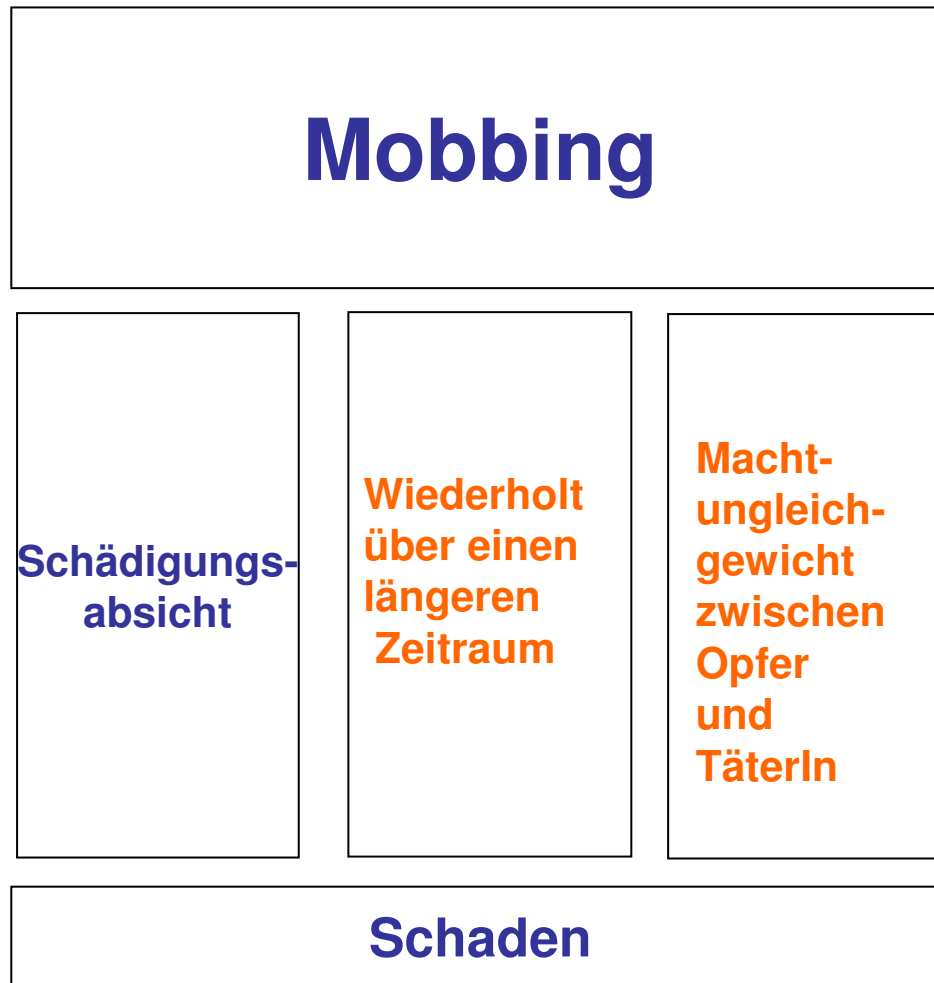 Mobbing
Schädigungs-
absicht
Wiederholt
über einen
längeren
Zeitraum
Macht-
ungleich-
gewicht
zwischen
Opfer
und
TäterIn
Schaden